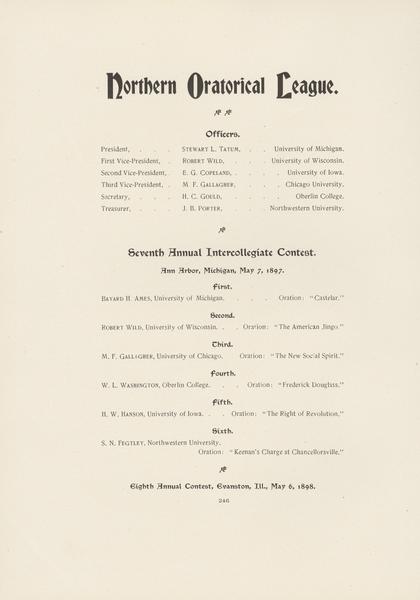 Northern Oratorical League.
Officers.
President, . . . STEWART L. TATUM, . . University of Michigan.
First Vice-President, . ROBERT WILD, . . . University of Wisconsin.
Second Vice-President, . E. G. COPELAND, . . . . University of Iowa.
Third Vice-President, . M. F. GALLAGHER, . . . . Chicago University.
Secretary, . . . H. C. GOULD, . . . . Oberlin College.
Treasurer, . . . J. B. PORTER, . . . Northwestern University.
Seventh Annual Intercollegiate Contest.
Ann Arbor, Michigan, May 7, 1897.
First.
BAYARD H. AMES, University of Michigan. . . . Oration: "Castelar."
Second.
ROBERT WILD, University of Wisconsin. . . Oration: "The American Jingo."
Third.
M. F. GALLAGHER, University of Chicago. Oration: "The New Social Spirit."
Fourth.
W. L. WASHINGTON, Oberlin College. . . Oration: "Frederick Douglass."
Fifth.
H. W. HANSON, University of Iowa. . . Oration: "The Right of Revolution."
Sixth.
S. N. FEGTLEY, Northwestern University.
Oration: "Keenan's Charge at Chancellorsville."
Eighth Annual Contest, Evanston, Ill., May 6, 1898.
246